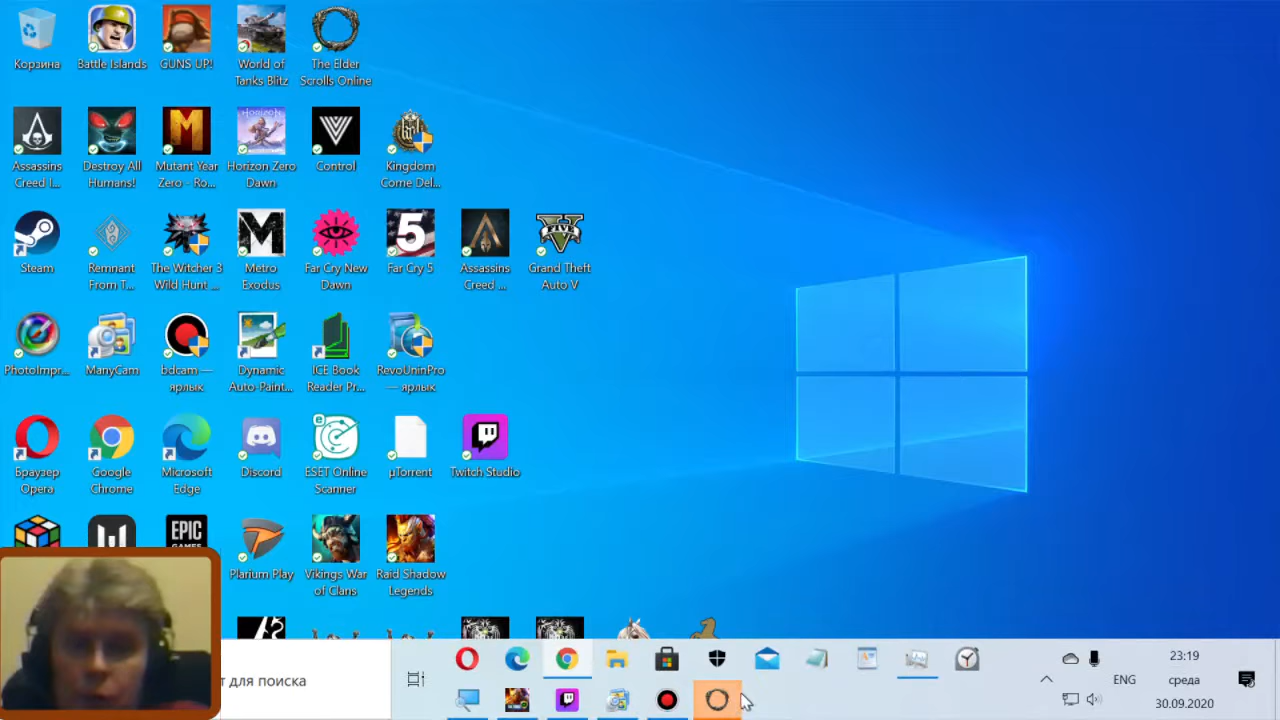 Корзина
Battle Islands
GUNS UP!
World of
Tanks Blitz
The Elder
Scrolls Online
Assassins
Creed I...
Destroy All
Humans!
Mutant Year
Zero - Ro...
HORIZON
Horizon Zero
Dawn
Control
Kingdom
Come Del...
Steam
Remnant
From T...
The Witcher 3
Wild Hunt ...
Metro
Exodus
Far Cry New
Dawn
5
Far Cry 5
Assassins
Creed ...
FIVE
Grand Theft
Auto V
PhotoImpr...
ManyCam
bdcam —
ярлык
Dynamic
Auto-Paint...
ICE Book
Reader Pr...
RevoUninPro
— ярлык
Браузер
Opera
Google
Chrome
Microsoft
Edge
Discord
ESET Online
Scanner
µTorrent
Twitch Studio
EPIC
GAMES
Plarium Play
Vikings War
of Clans
Raid Shadow
Legends
т для поиска
ENG
23:19
среда
30.09.2020